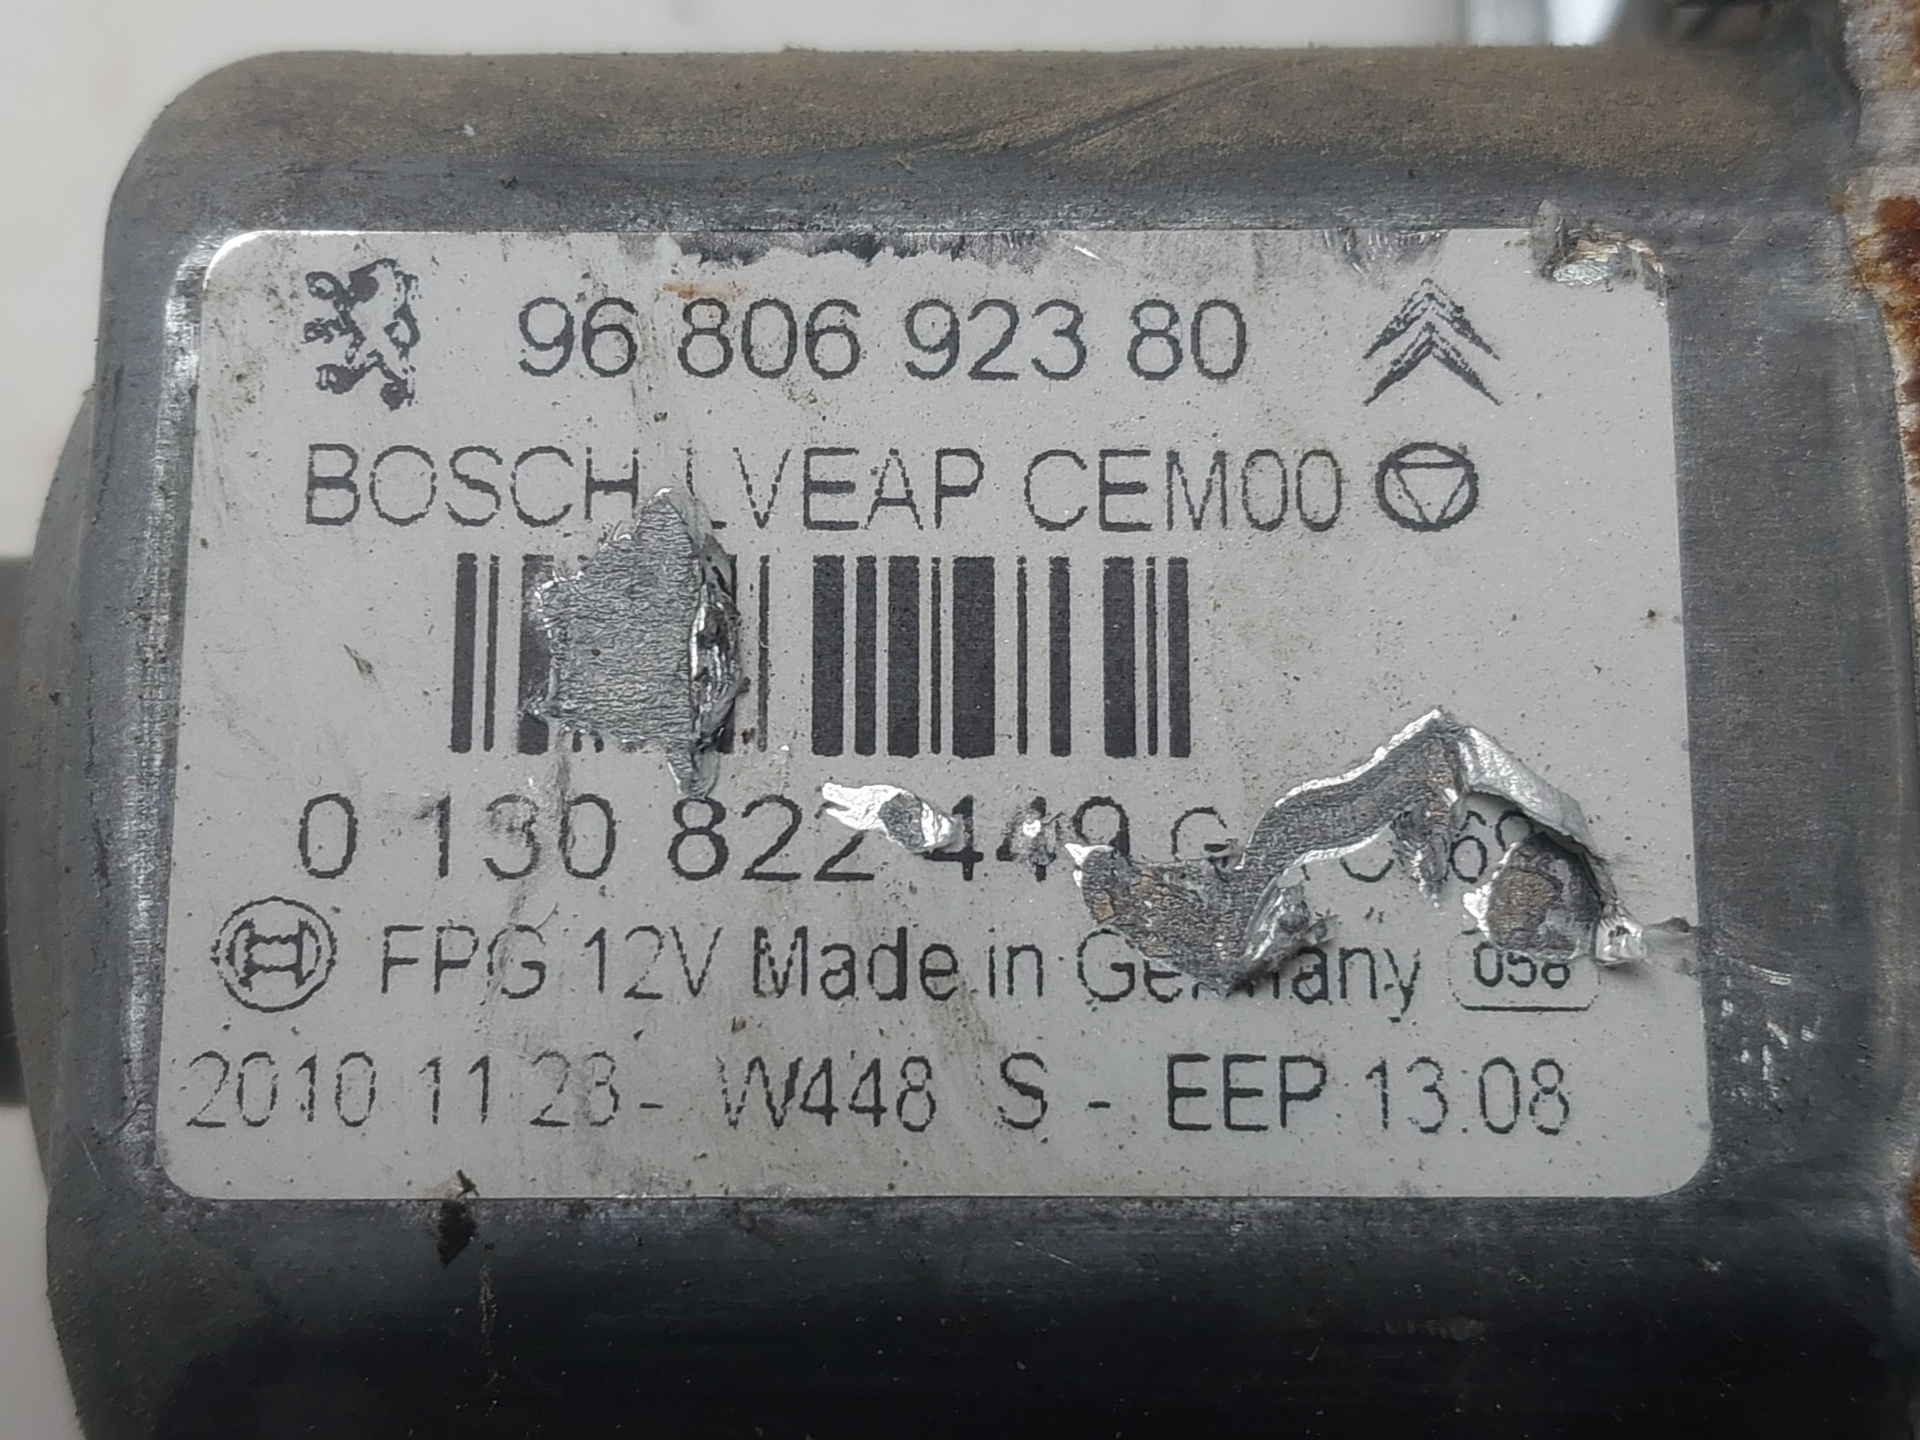 96 806 923 80
BOSCH LVEAP CEM00
0 130 822 449
FPG 12V Made in Germany 058
2010 11 23- W448 S - EEP 13.08